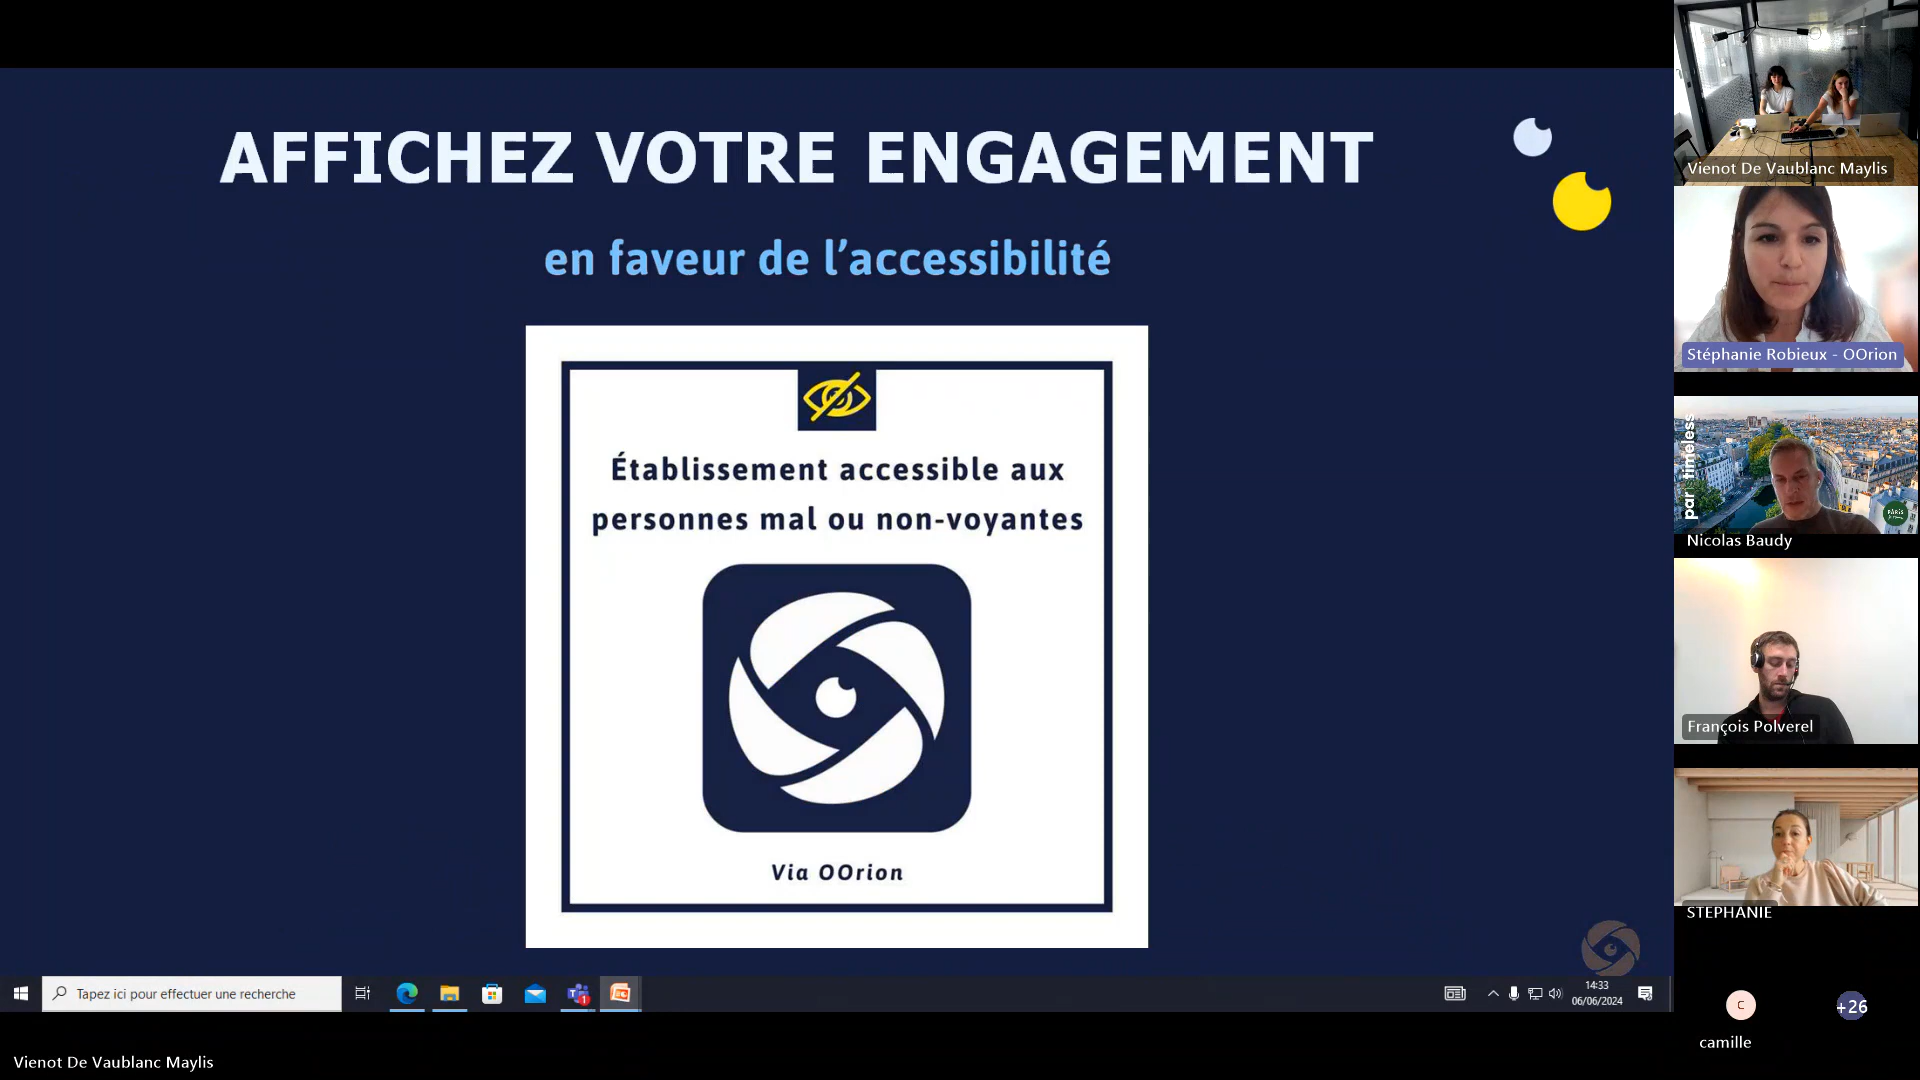 AFFICHEZ VOTRE ENGAGEMENT
en faveur de l'accessibilité
Établissement accessible aux
personnes mal ou non-voyantes
Via OOrion
Tapez ici pour effectuer une recherche
1
14:33
06/06/2024
Vienot De Vaublanc Maylis
Vienot De Vaublanc Maylis
Stéphanie Robieux - OOrion
Nicolas Baudy
François Polverel
STEPHANIE
C
camille
+26